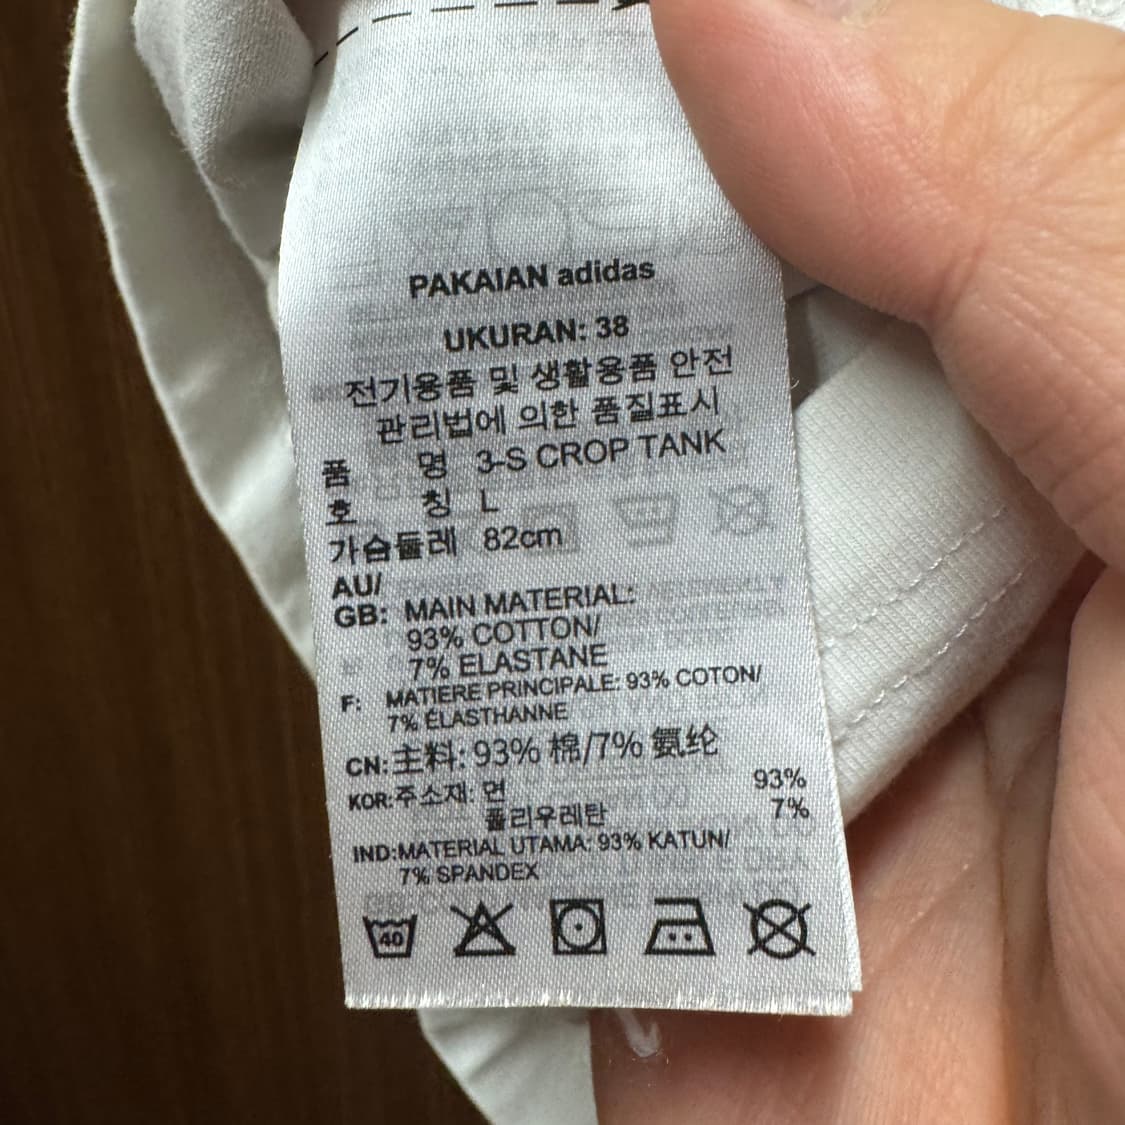 PAKAIAN adidas
UKURAN: 38
전기용품 및 생활용품 안전
관리법에 의한 품질표시
품 명 3-S CROP TANK
호 칭 L
가슴둘레 82cm
AU/
GB: MAIN MATERIAL:
93% COTTON/
7% ELASTANE
F: MATIERE PRINCIPALE: 93% COTON/
7% ÉLASTHANNE
CN: 主料: 93% 棉/7% 氨纶
KOR: 주소재: 면 93%
폴리우레탄 7%
IND: MATERIAL UTAMA: 93% KATUN/
7% SPANDEX
40